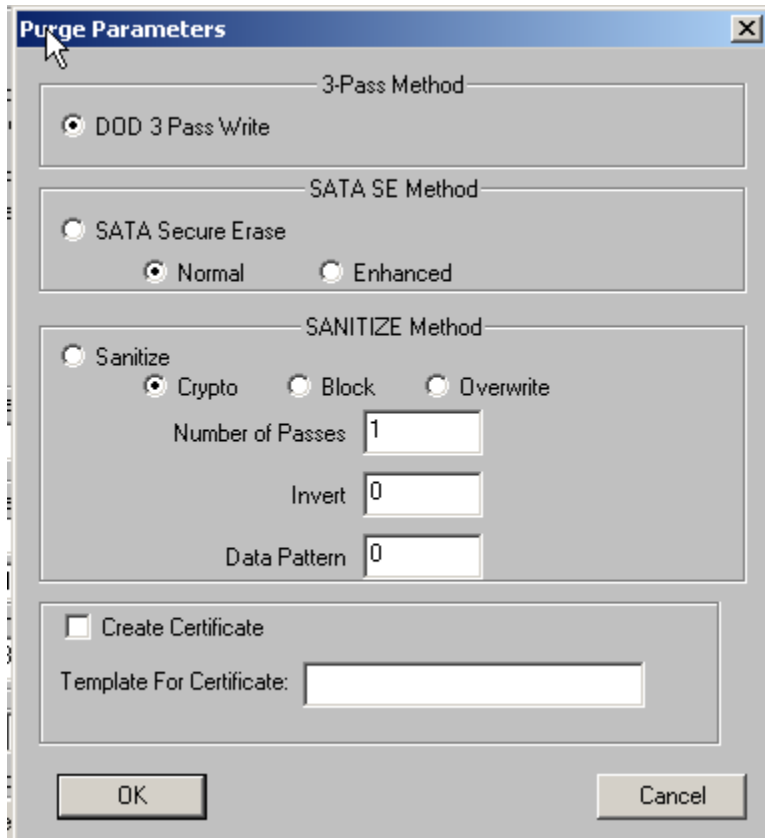 Purge Parameters
3-Pass Method
DOD 3 Pass Write
SATA SE Method
SATA Secure Erase
Normal Enhanced
SANITIZE Method
Sanitize
Crypto Block Overwrite
Number of Passes 1
Invert 0
Data Pattern 0
Create Certificate
Template For Certificate:
OK Cancel